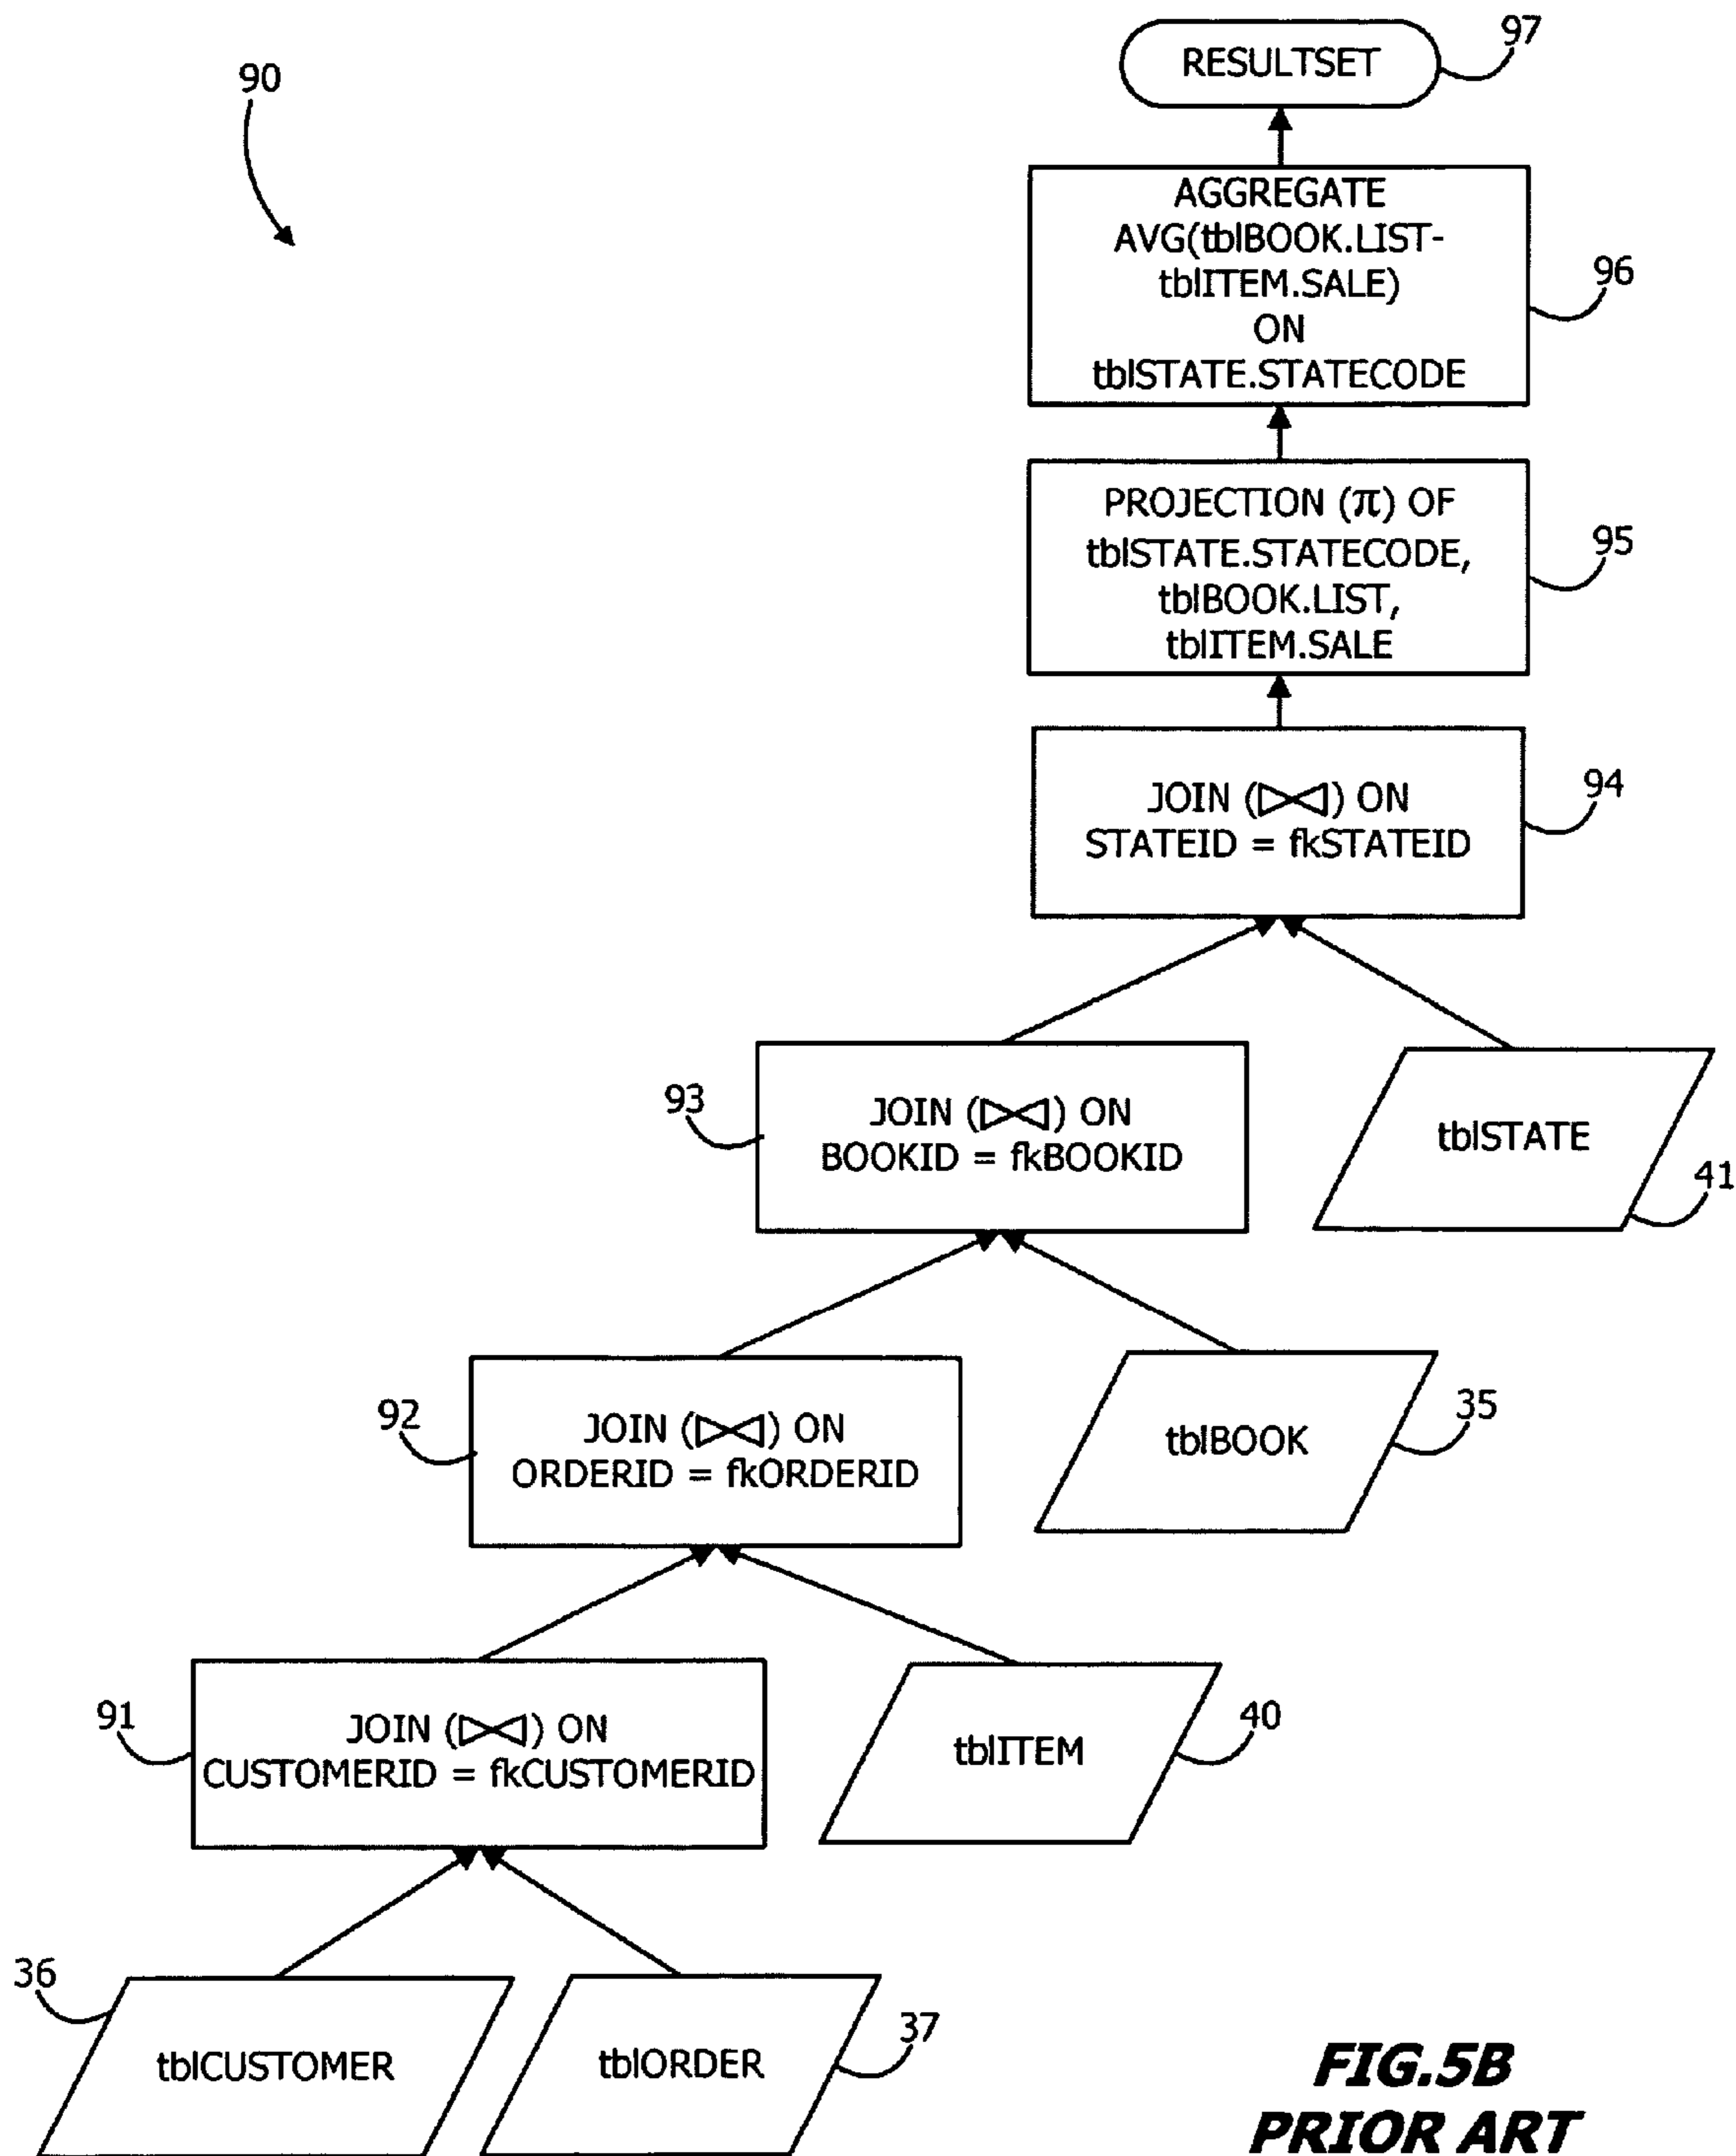 90
RESULTSET
97
AGGREGATE
AVG(tblBOOK.LIST-
tblITEM.SALE)
ON
tblSTATE.STATECODE
96
PROJECTION (π) OF
tblSTATE.STATECODE,
tblBOOK.LIST,
tblITEM.SALE
95
JOIN (▷◁) ON
STATEID = fkSTATEID
94
93
JOIN (▷◁) ON
BOOKID = fkBOOKID
tblSTATE
41
92
JOIN (▷◁) ON
ORDERID = fkORDERID
tblBOOK
35
91
JOIN (▷◁) ON
CUSTOMERID = fkCUSTOMERID
tblITEM
40
36
tblCUSTOMER
tblORDER
37
FIG.5B
PRIOR ART